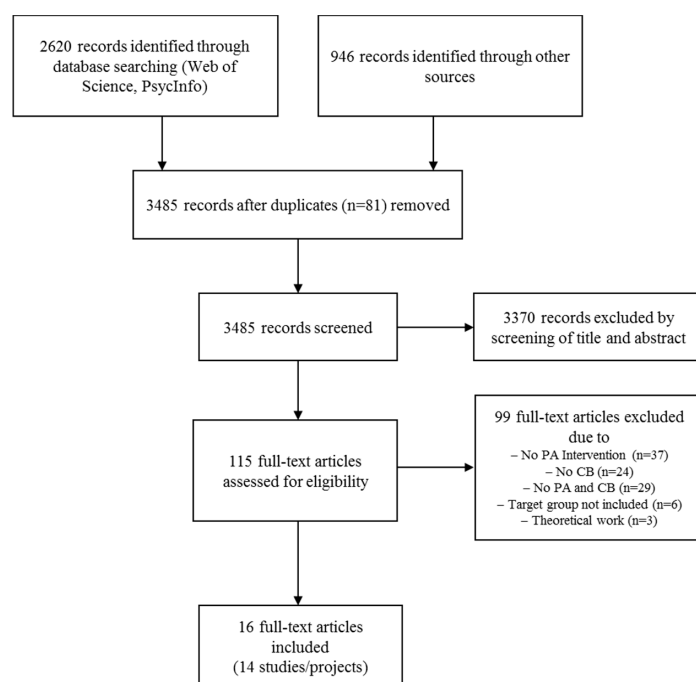 2620 records identified through
database searching (Web of
Science, PsycInfo)
946 records identified through other
sources
3485 records after duplicates (n=81) removed
3485 records screened
3370 records excluded by
screening of title and abstract
115 full-text articles
assessed for eligibility
99 full-text articles excluded
due to
– No PA Intervention (n=37)
– No CB (n=24)
– No PA and CB (n=29)
– Target group not included (n=6)
– Theoretical work (n=3)
16 full-text articles
included
(14 studies/projects)